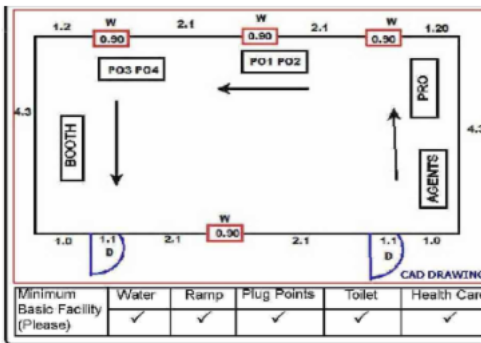 W W W
1.2 0.90 2.1 0.90 2.1 0.90 1.20
PO3 PO4 PO1 PO2 PRO
4.3 BOOTH AGENTS 4.3
W
1.0 1.1 2.1 0.90 2.1 1.1 1.0
D D
CAD DRAWING
Minimum Basic Facility (Please) Water Ramp Plug Points Toilet Health Care
✓ ✓ ✓ ✓ ✓